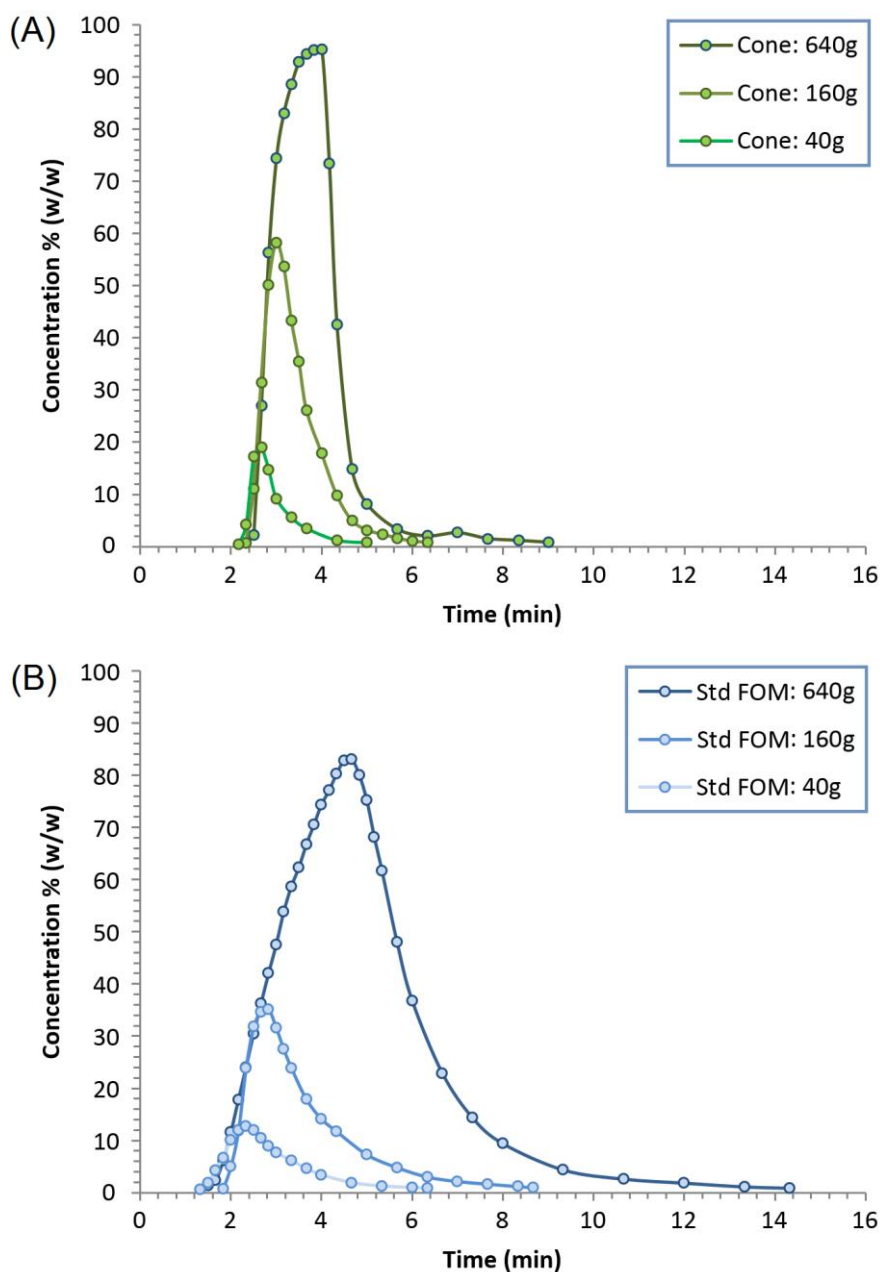 (A)
100
90
80
70
60
50
40
30
20
10
0
Concentration % (w/w)
Cone: 640g
Cone: 160g
Cone: 40g
0 2 4 6 8 10 12 14 16
Time (min)
(B)
100
90
80
70
60
50
40
30
20
10
0
Concentration % (w/w)
Std FOM: 640g
Std FOM: 160g
Std FOM: 40g
0 2 4 6 8 10 12 14 16
Time (min)